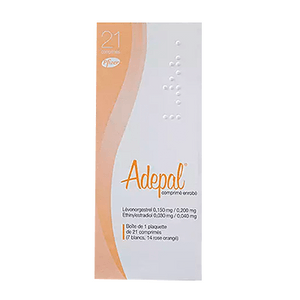 21
comprimés
Pfizer
Adepal®
comprimé enrobé
Lévonorgestrel 0,150 mg / 0,200 mg
Ethinylestradiol 0,030 mg / 0,040 mg
Boîte de 1 plaquette
de 21 comprimés
(7 blancs, 14 rose orangé)